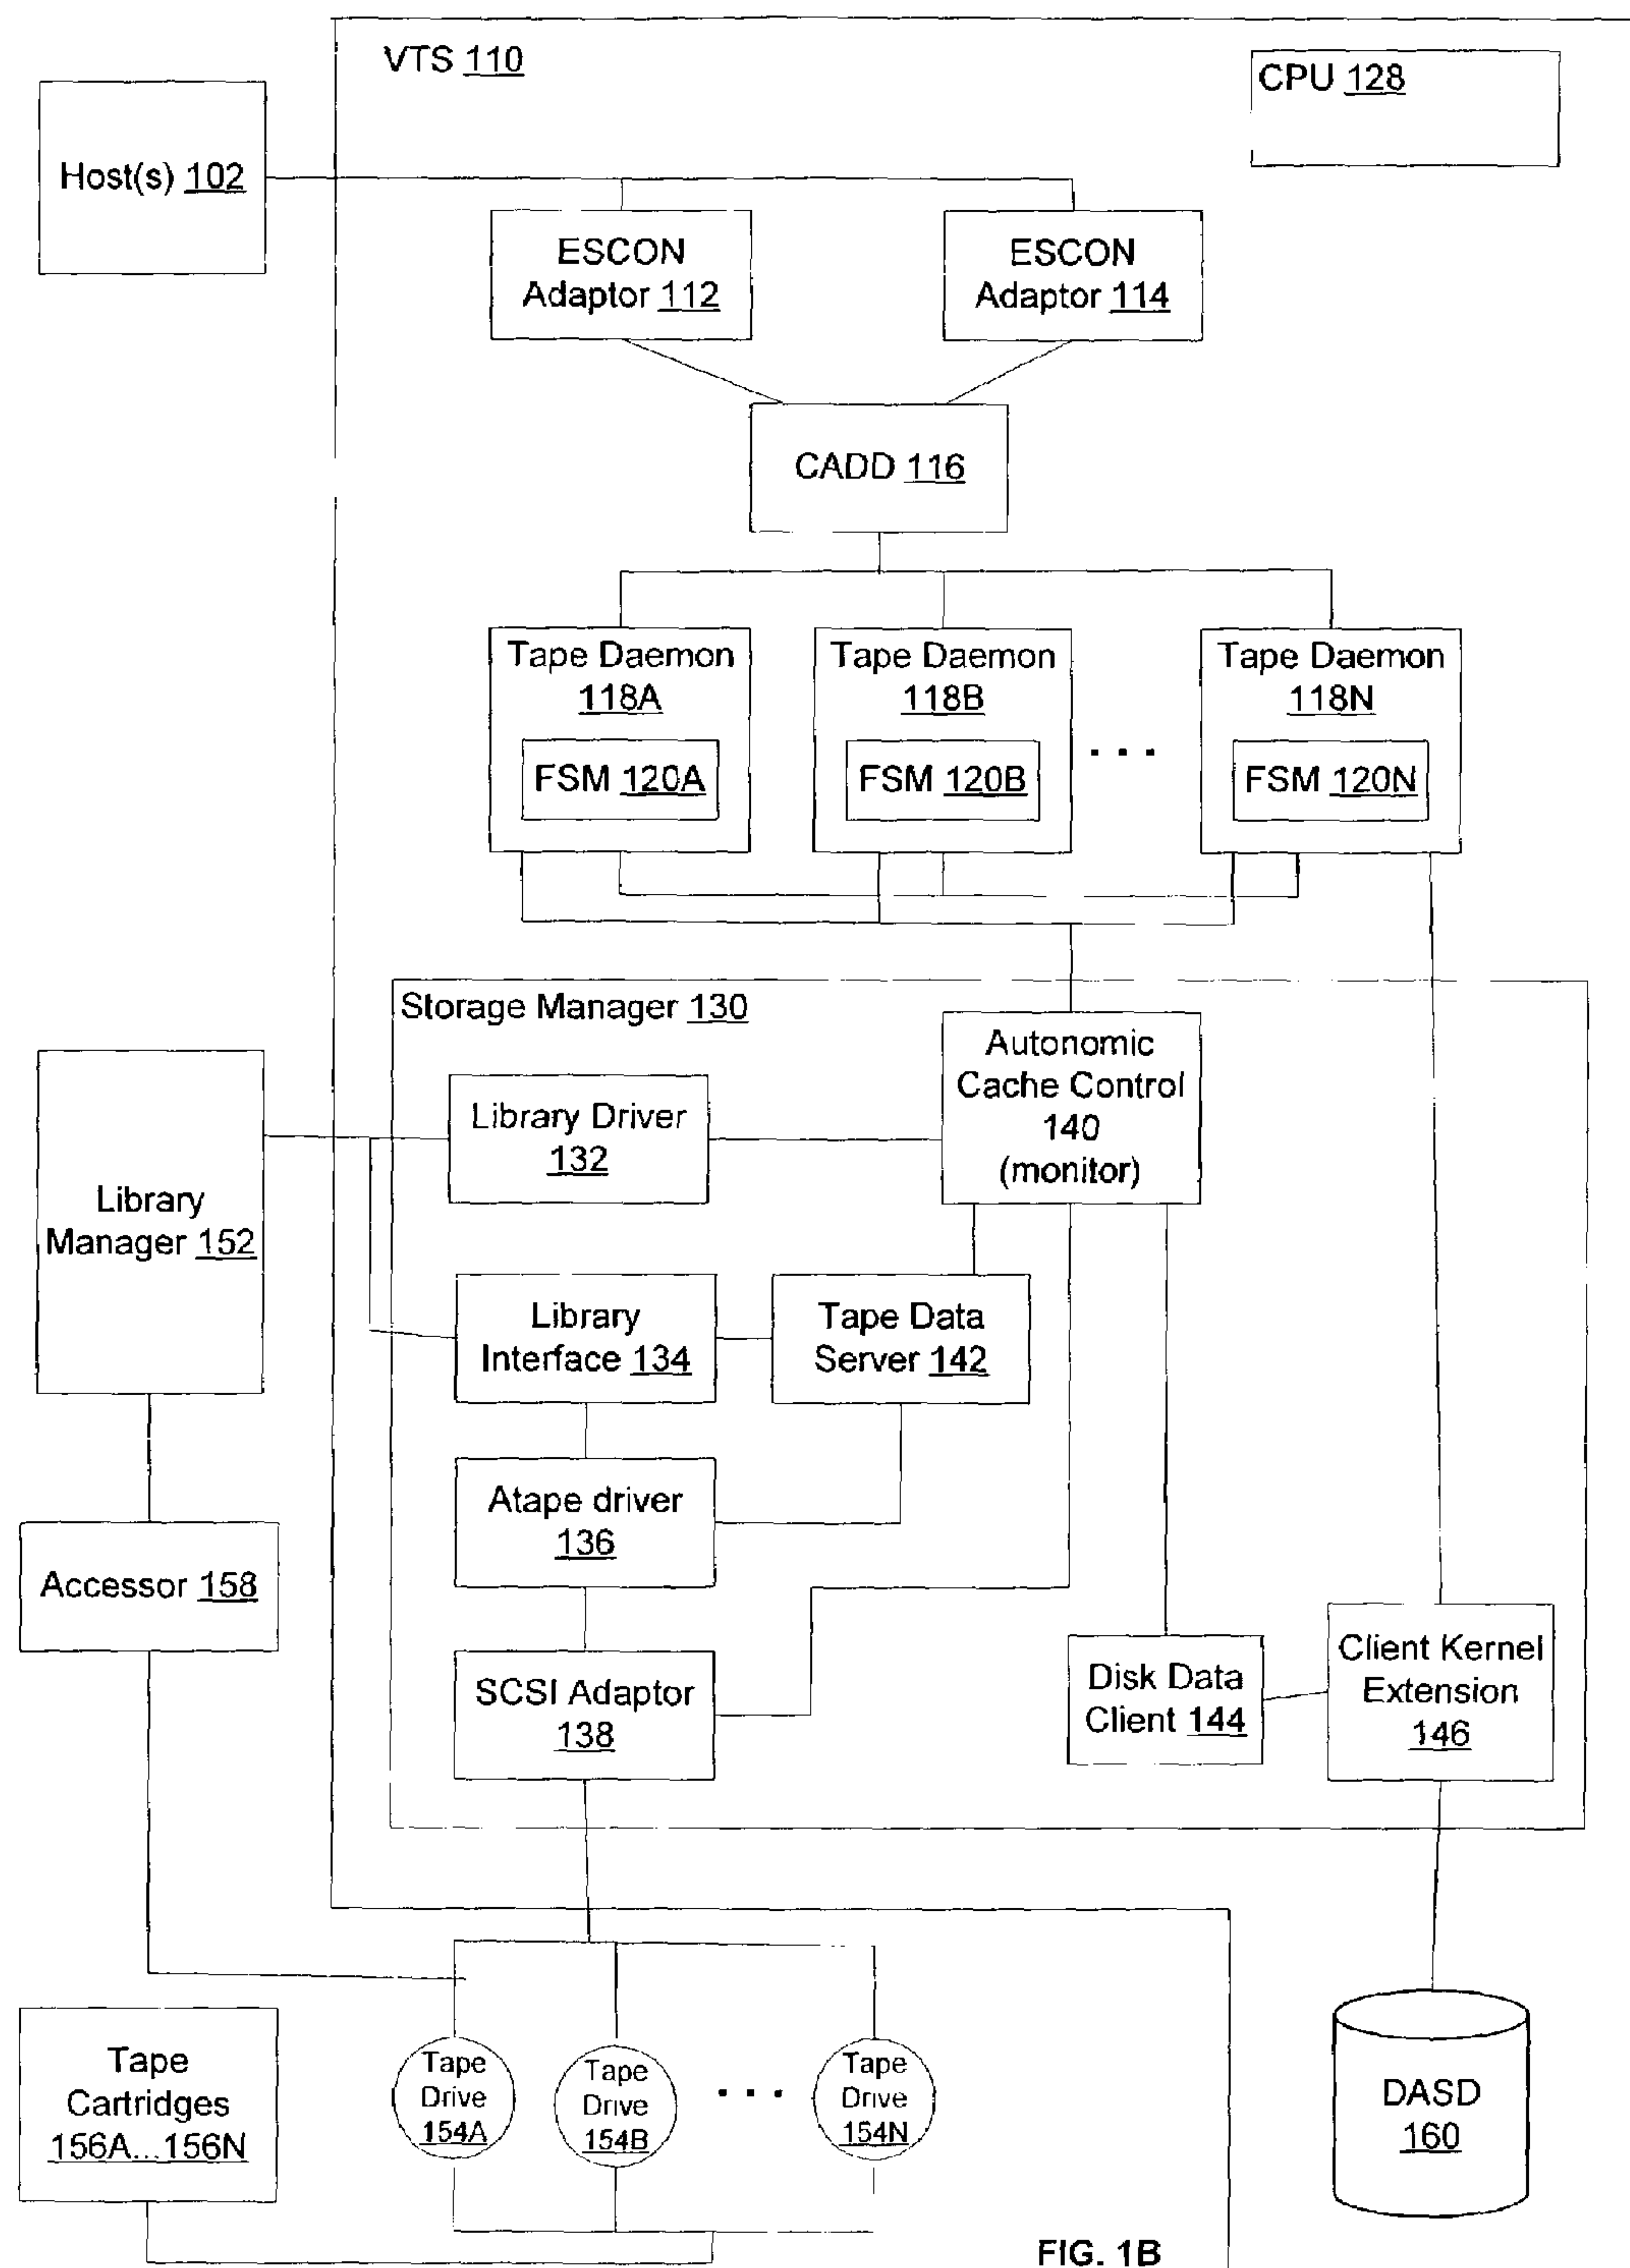 VTS 110
CPU 128
Host(s) 102
ESCON
Adaptor 112
ESCON
Adaptor 114
CADD 116
Tape Daemon
118A
FSM 120A
Tape Daemon
118B
FSM 120B
...
Tape Daemon
118N
FSM 120N
Storage Manager 130
Autonomic
Cache Control
140
(monitor)
Library Driver
132
Library
Manager 152
Library
Interface 134
Tape Data
Server 142
Atape driver
136
Accessor 158
SCSI Adaptor
138
Disk Data
Client 144
Client Kernel
Extension
146
Tape
Cartridges
156A...156N
Tape
Drive
154A
Tape
Drive
154B
...
Tape
Drive
154N
DASD
160
FIG. 1B